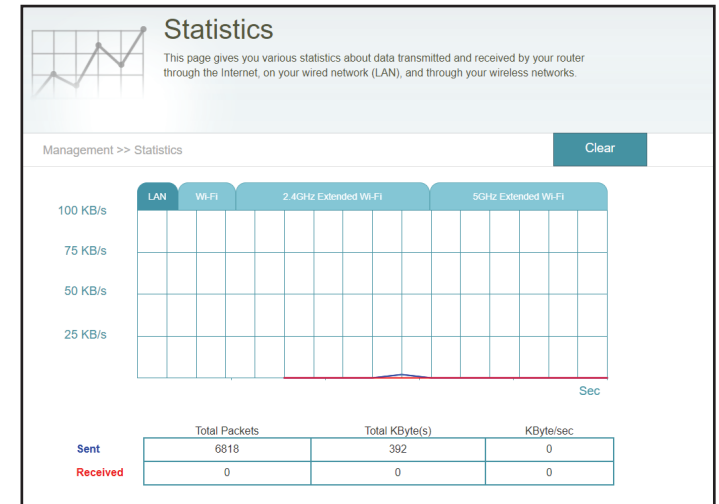 Statistics
This page gives you various statistics about data transmitted and received by your router
through the Internet, on your wired network (LAN), and through your wireless networks.
Management >> Statistics
Clear
LAN Wi-Fi 2.4GHz Extended Wi-Fi 5GHz Extended Wi-Fi
100 KB/s
75 KB/s
50 KB/s
25 KB/s
Sec
Total Packets Total KByte(s) KByte/sec
Sent 6818 392 0
Received 0 0 0